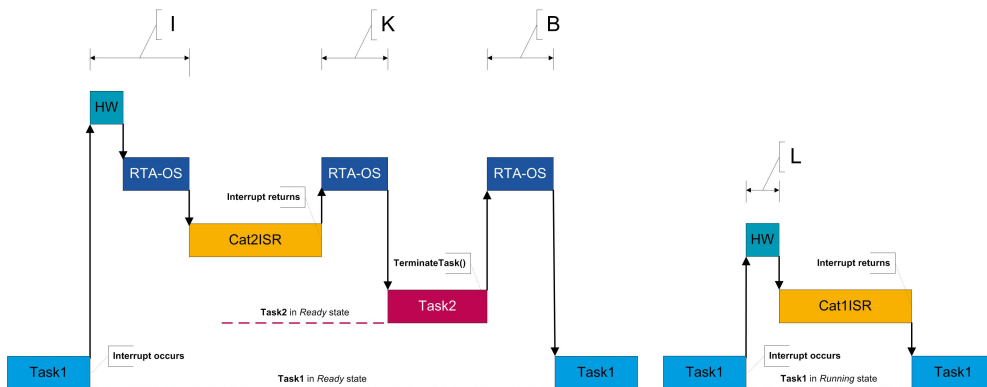 I
K
B
HW
RTA-OS
RTA-OS
RTA-OS
L
Interrupt returns
Cat2ISR
HW
TerminateTask()
Interrupt returns
Task2
Cat1ISR
Task2 in Ready state
Task1
Interrupt occurs
Task1 in Ready state
Task1
Task1
Interrupt occurs
Task1 in Running state
Task1